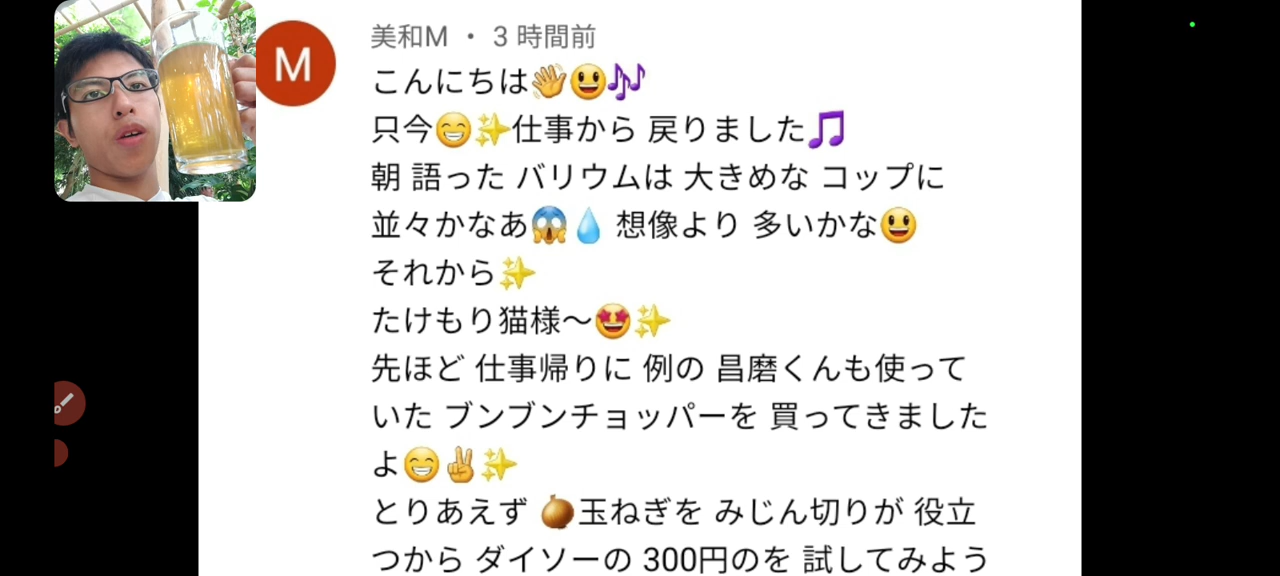 M
美和M ・ 3 時間前
こんにちは👋😃🎶
只今😁✨仕事から 戻りました🎵
朝 語った バリウムは 大きめな コップに
並々かなあ😱💧 想像より 多いかな😃
それから✨
たけもり猫様〜🤩✨
先ほど 仕事帰りに 例の 昌磨くんも使って
いた ブンブンチョッパーを 買ってきました
よ😁✌✨
とりあえず 🧅玉ねぎを みじん切りが 役立
つから ダイソーの 300円のを 試してみよう